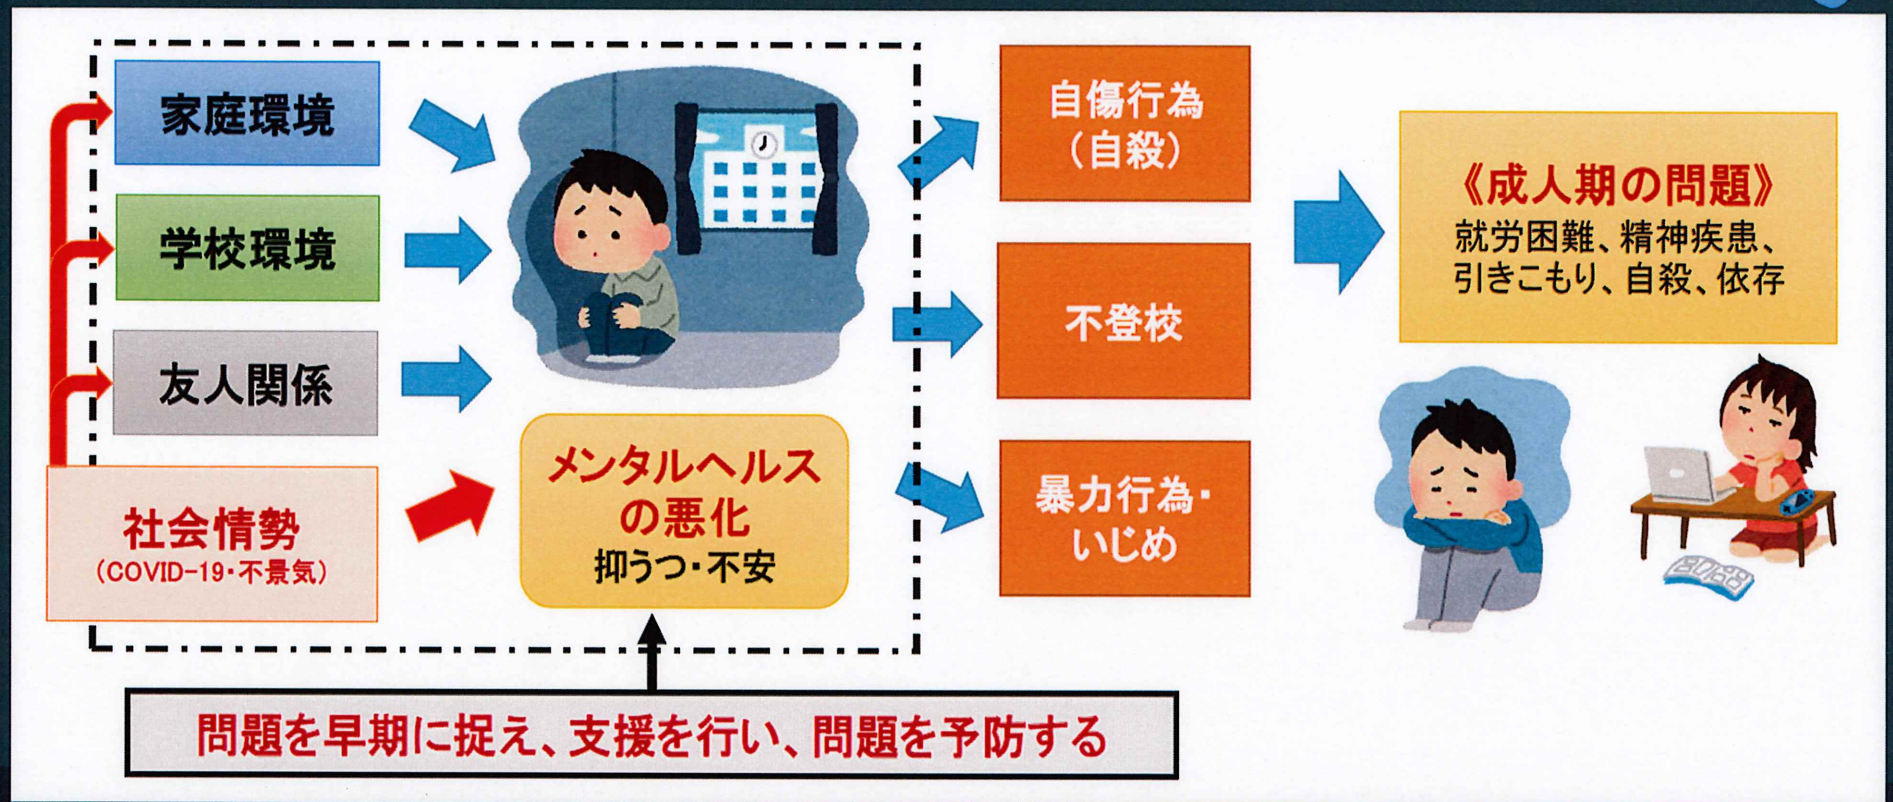 家庭環境
学校環境
友人関係
社会情勢
(COVID-19・不景気)
メンタルヘルス
の悪化
抑うつ・不安
自傷行為
(自殺)
不登校
暴力行為・
いじめ
《成人期の問題》
就労困難、精神疾患、
引きこもり、自殺、依存
問題を早期に捉え、支援を行い、問題を予防する